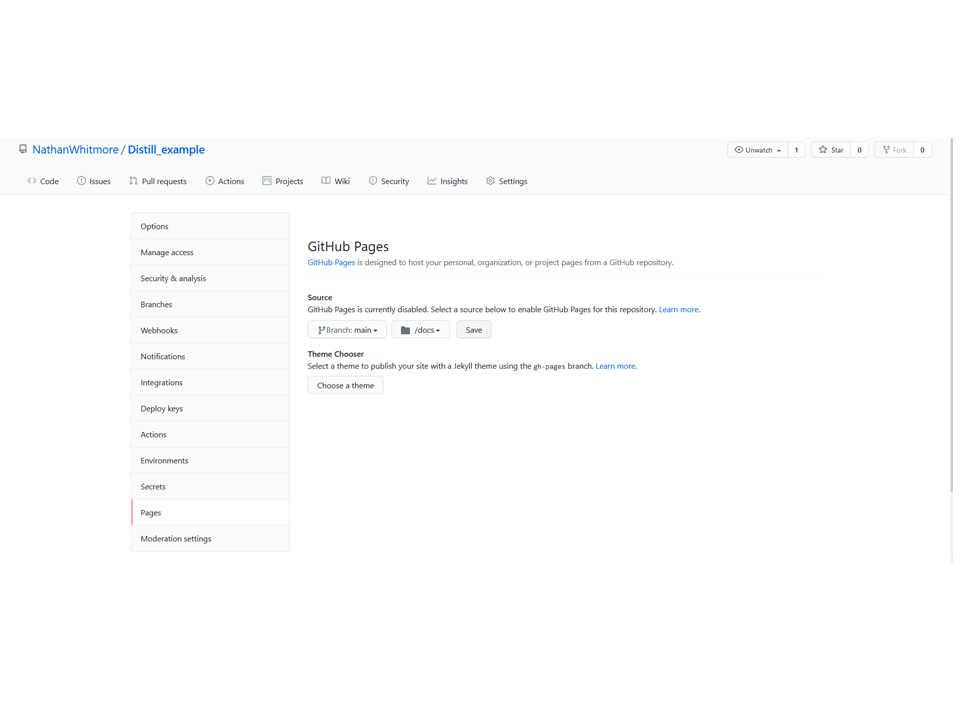 NathanWhitmore / Distill_example
Unwatch 1 Star 0 Fork 0
Code Issues Pull requests Actions Projects Wiki Security Insights Settings
Options
Manage access
Security & analysis
Branches
Webhooks
Notifications
Integrations
Deploy keys
Actions
Environments
Secrets
Pages
Moderation settings
GitHub Pages
GitHub Pages is designed to host your personal, organization, or project pages from a GitHub repository.
Source
GitHub Pages is currently disabled. Select a source below to enable GitHub Pages for this repository. Learn more.
Branch: main /docs Save
Theme Chooser
Select a theme to publish your site with a Jekyll theme using the gh-pages branch. Learn more.
Choose a theme